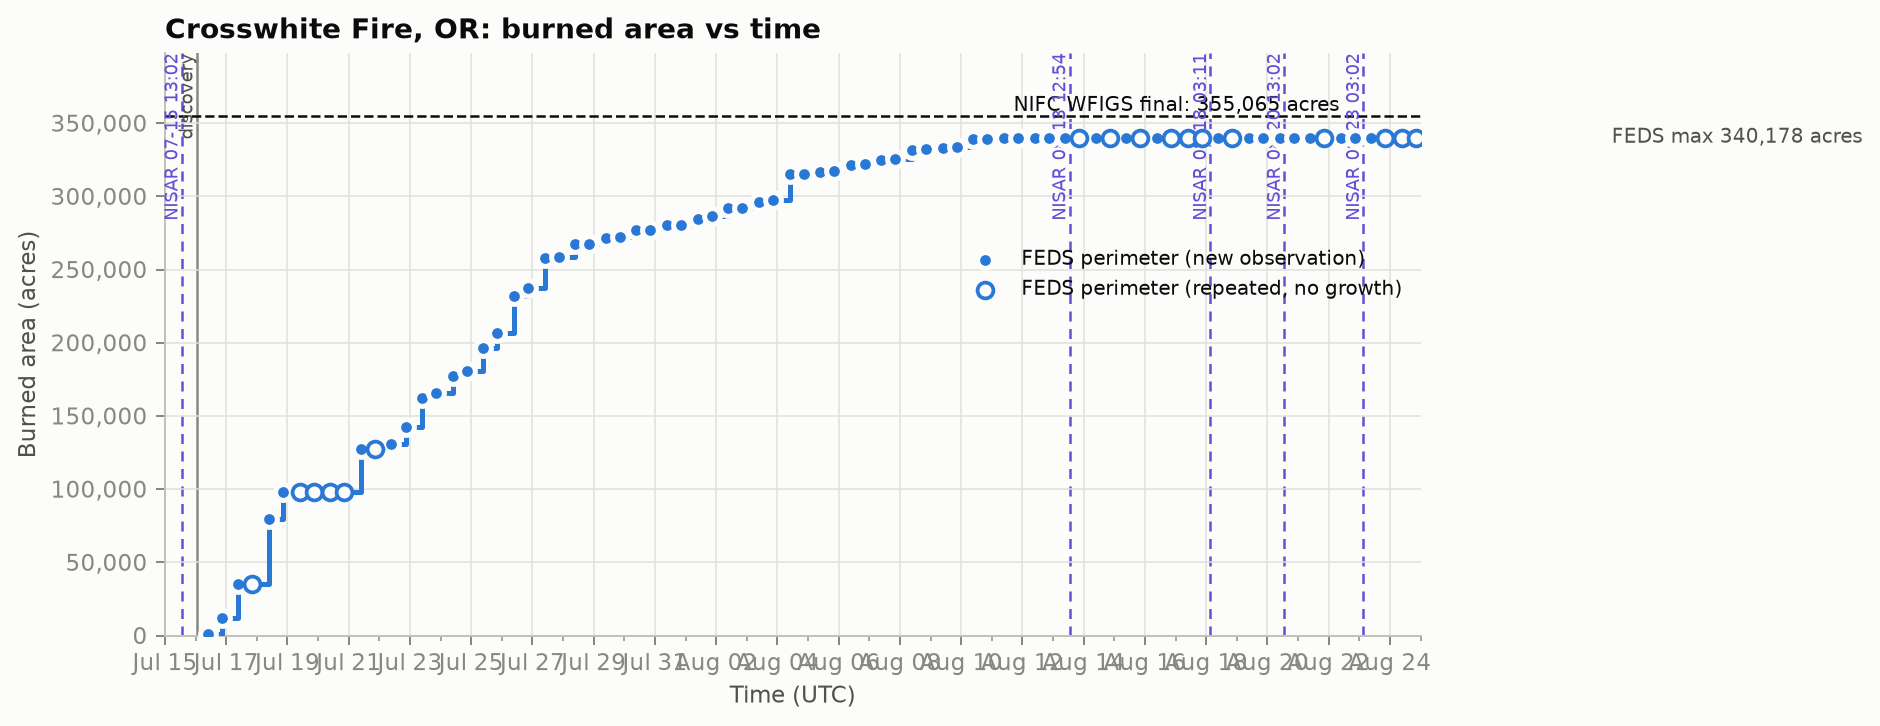 Crosswhite Fire, OR: burned area vs time
NISAR 07-15 13:02
discovery
NIFC WFIGS final: 355,065 acres
FEDS max 340,178 acres
FEDS perimeter (new observation)
FEDS perimeter (repeated, no growth)
Burned area (acres)
350,000
300,000
250,000
200,000
150,000
100,000
50,000
0
Jul 15
Jul 17
Jul 19
Jul 21
Jul 23
Jul 25
Jul 27
Jul 29
Jul 31
Aug 02
Aug 04
Aug 06
Aug 08
Aug 10
Aug 12
Aug 14
Aug 16
Aug 18
Aug 20
Aug 22
Aug 24
Time (UTC)
NISAR 12:54
NISAR 03:11
NISAR 13:02
NISAR 03:02